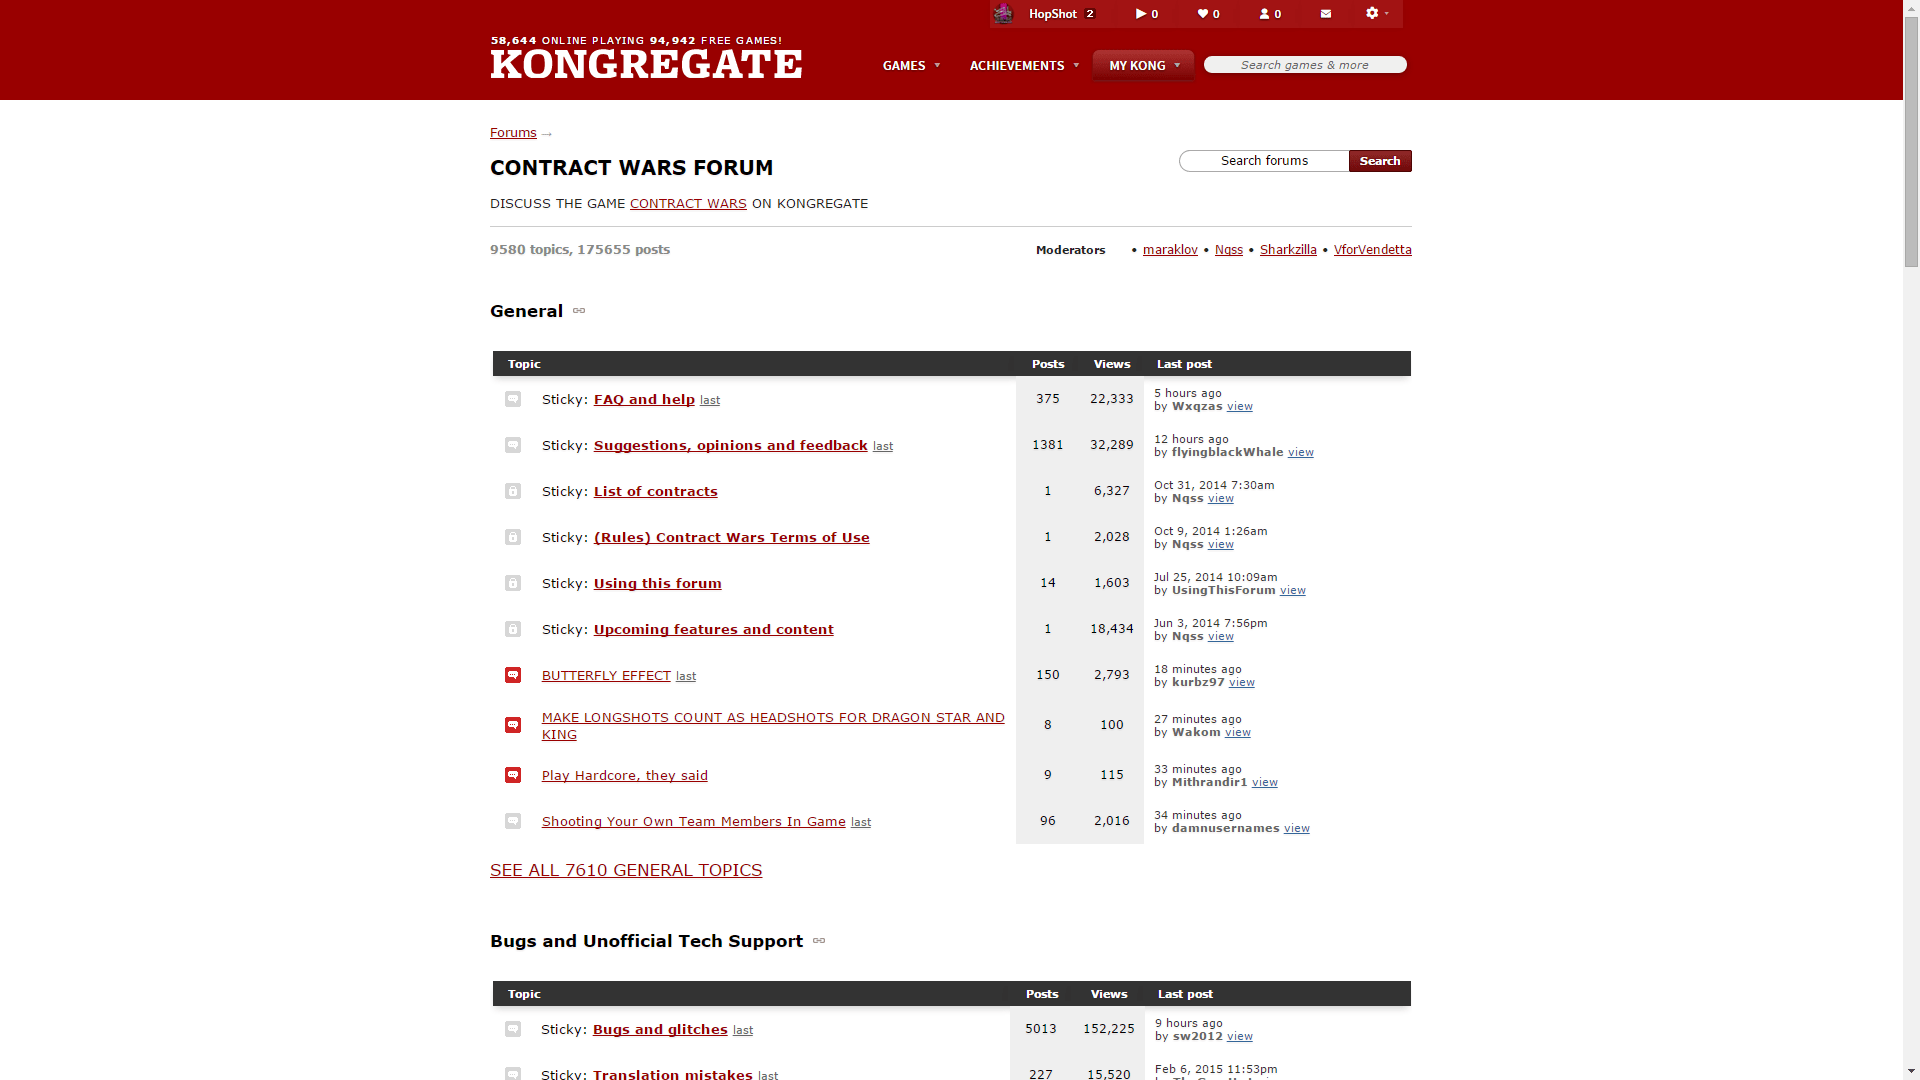 HopShot 2 0 0 0
58,644 ONLINE PLAYING 94,942 FREE GAMES!
KONGREGATE
GAMES ACHIEVEMENTS MY KONG Search games & more
Forums →
CONTRACT WARS FORUM
Search forums Search
DISCUSS THE GAME CONTRACT WARS ON KONGREGATE
9580 topics, 175655 posts Moderators • maraklov • Nqss • Sharkzilla • VforVendetta
General
Topic Posts Views Last post
Sticky: FAQ and help last 375 22,333 5 hours ago
by Wxqzas view
Sticky: Suggestions, opinions and feedback last 1381 32,289 12 hours ago
by flyingblackWhale view
Sticky: List of contracts 1 6,327 Oct 31, 2014 7:30am
by Nqss view
Sticky: (Rules) Contract Wars Terms of Use 1 2,028 Oct 9, 2014 1:26am
by Nqss view
Sticky: Using this forum 14 1,603 Jul 25, 2014 10:09am
by UsingThisForum view
Sticky: Upcoming features and content 1 18,434 Jun 3, 2014 7:56pm
by Nqss view
BUTTERFLY EFFECT last 150 2,793 18 minutes ago
by kurbz97 view
MAKE LONGSHOTS COUNT AS HEADSHOTS FOR DRAGON STAR AND
KING 8 100 27 minutes ago
by Wakom view
Play Hardcore, they said 9 115 33 minutes ago
by Mithrandir1 view
Shooting Your Own Team Members In Game last 96 2,016 34 minutes ago
by damnusernames view
SEE ALL 7610 GENERAL TOPICS
Bugs and Unofficial Tech Support
Topic Posts Views Last post
Sticky: Bugs and glitches last 5013 152,225 9 hours ago
by sw2012 view
Sticky: Translation mistakes last 227 15,520 Feb 6, 2015 11:53pm